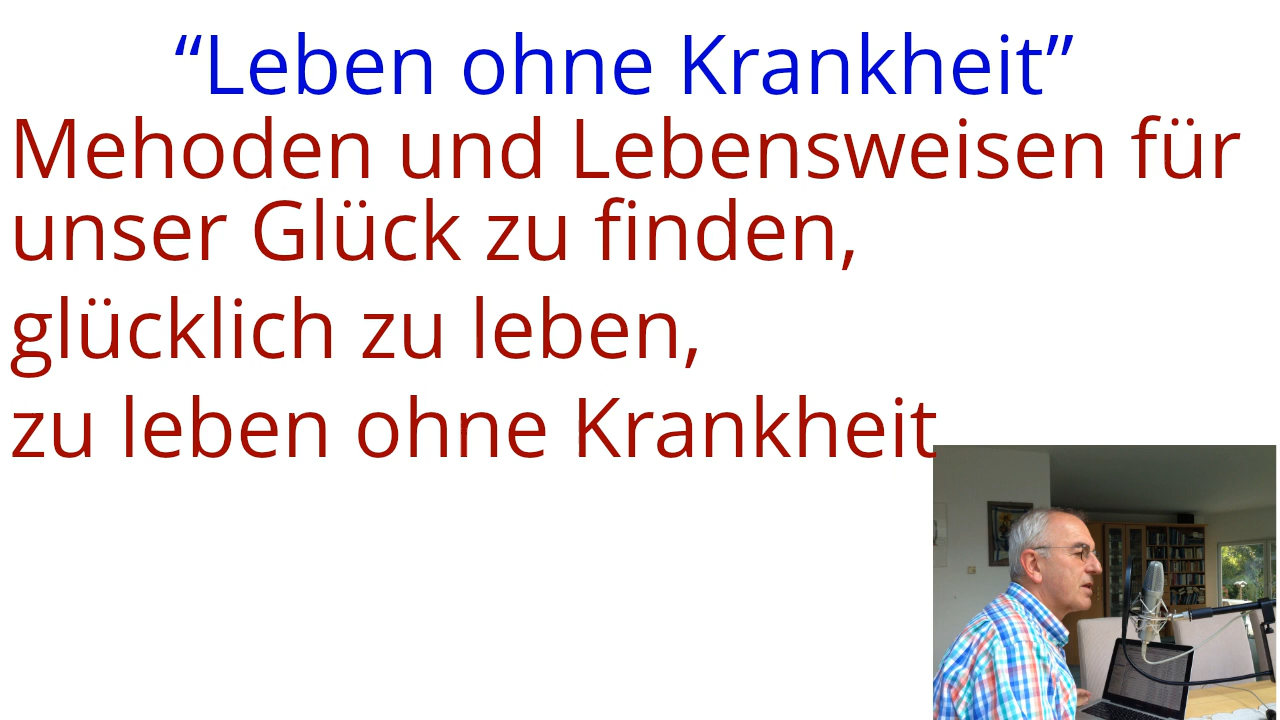 “Leben ohne Krankheit”
Mehoden und Lebensweisen für
unser Glück zu finden,
glücklich zu leben,
zu leben ohne Krankheit